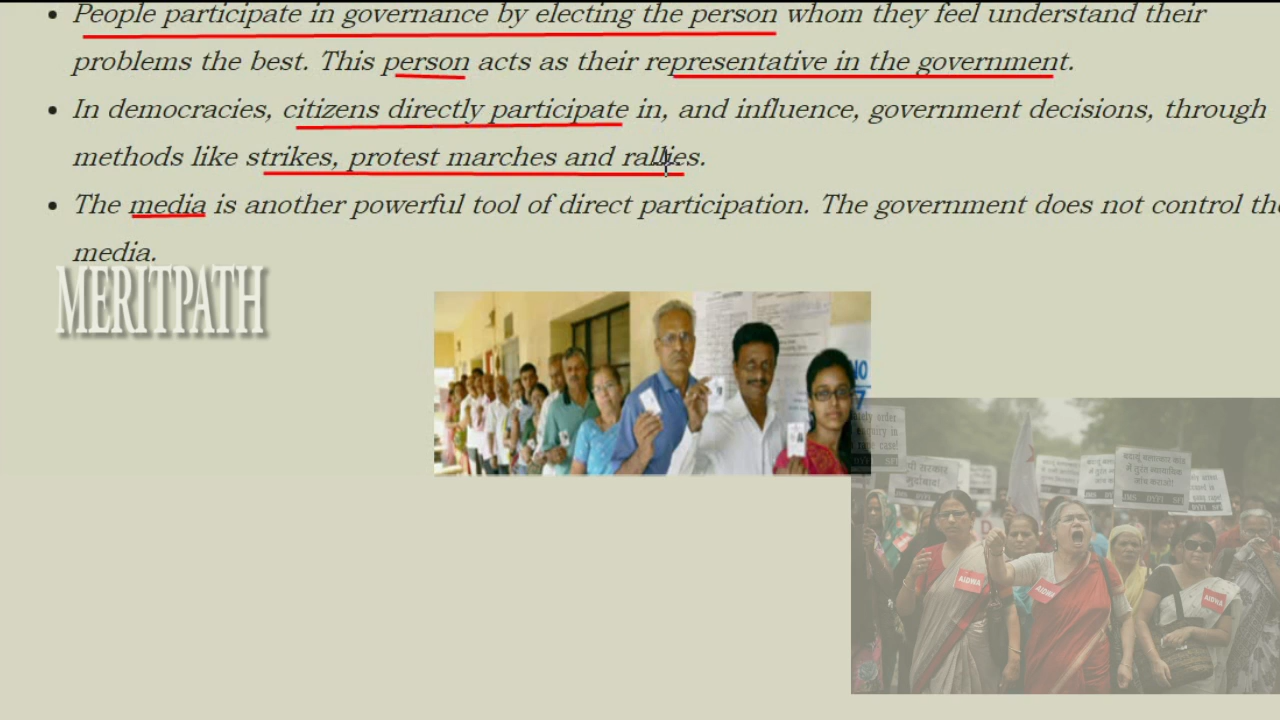 People participate in governance by electing the person whom they feel understand their
problems the best. This person acts as their representative in the government.
In democracies, citizens directly participate in, and influence, government decisions, through
methods like strikes, protest marches and rallies.
The media is another powerful tool of direct participation. The government does not control the
media.
MERITPATH
AIDWA
AIDWA
AIDWA